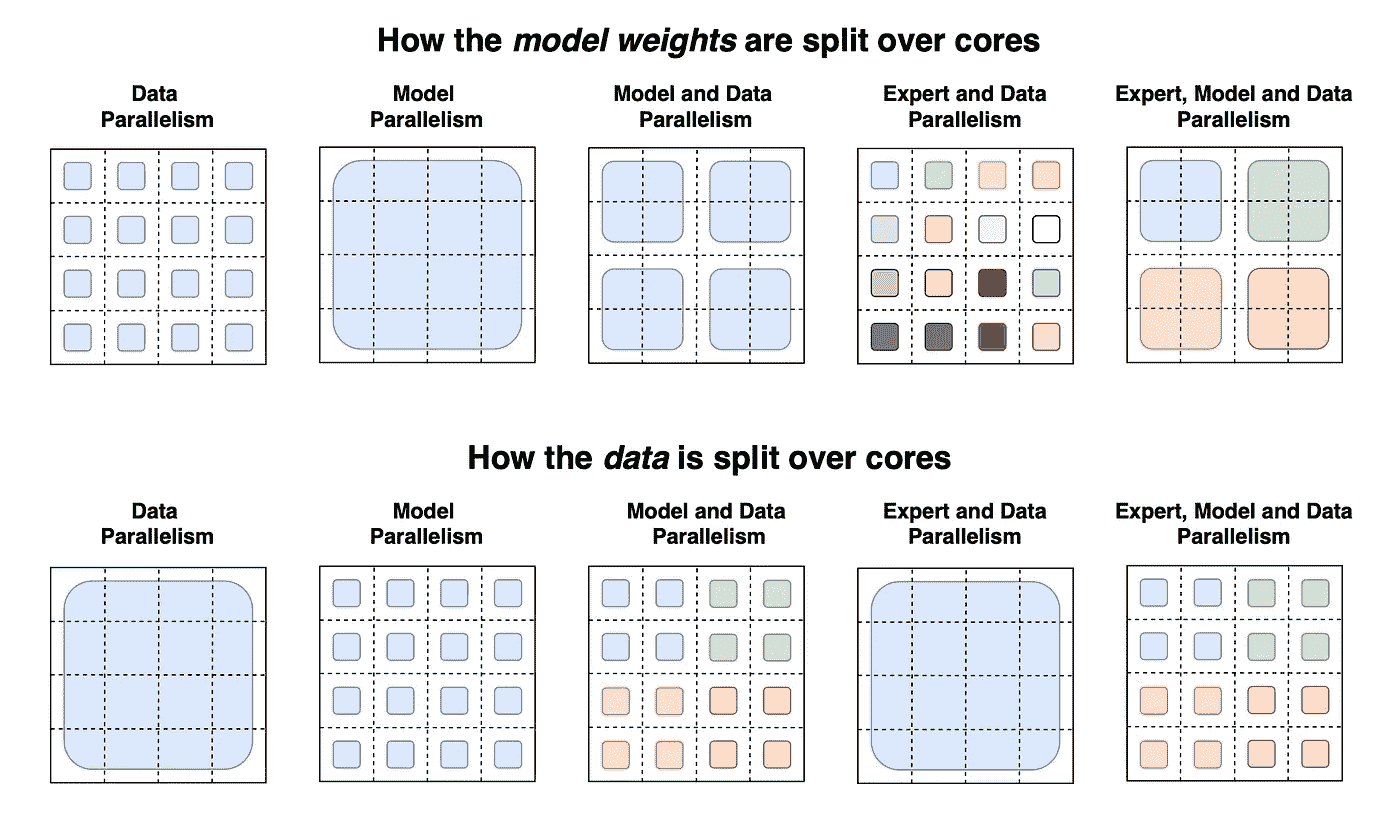 How the model weights are split over cores
Data
Parallelism
Model
Parallelism
Model and Data
Parallelism
Expert and Data
Parallelism
Expert, Model and Data
Parallelism
How the data is split over cores
Data
Parallelism
Model
Parallelism
Model and Data
Parallelism
Expert and Data
Parallelism
Expert, Model and Data
Parallelism